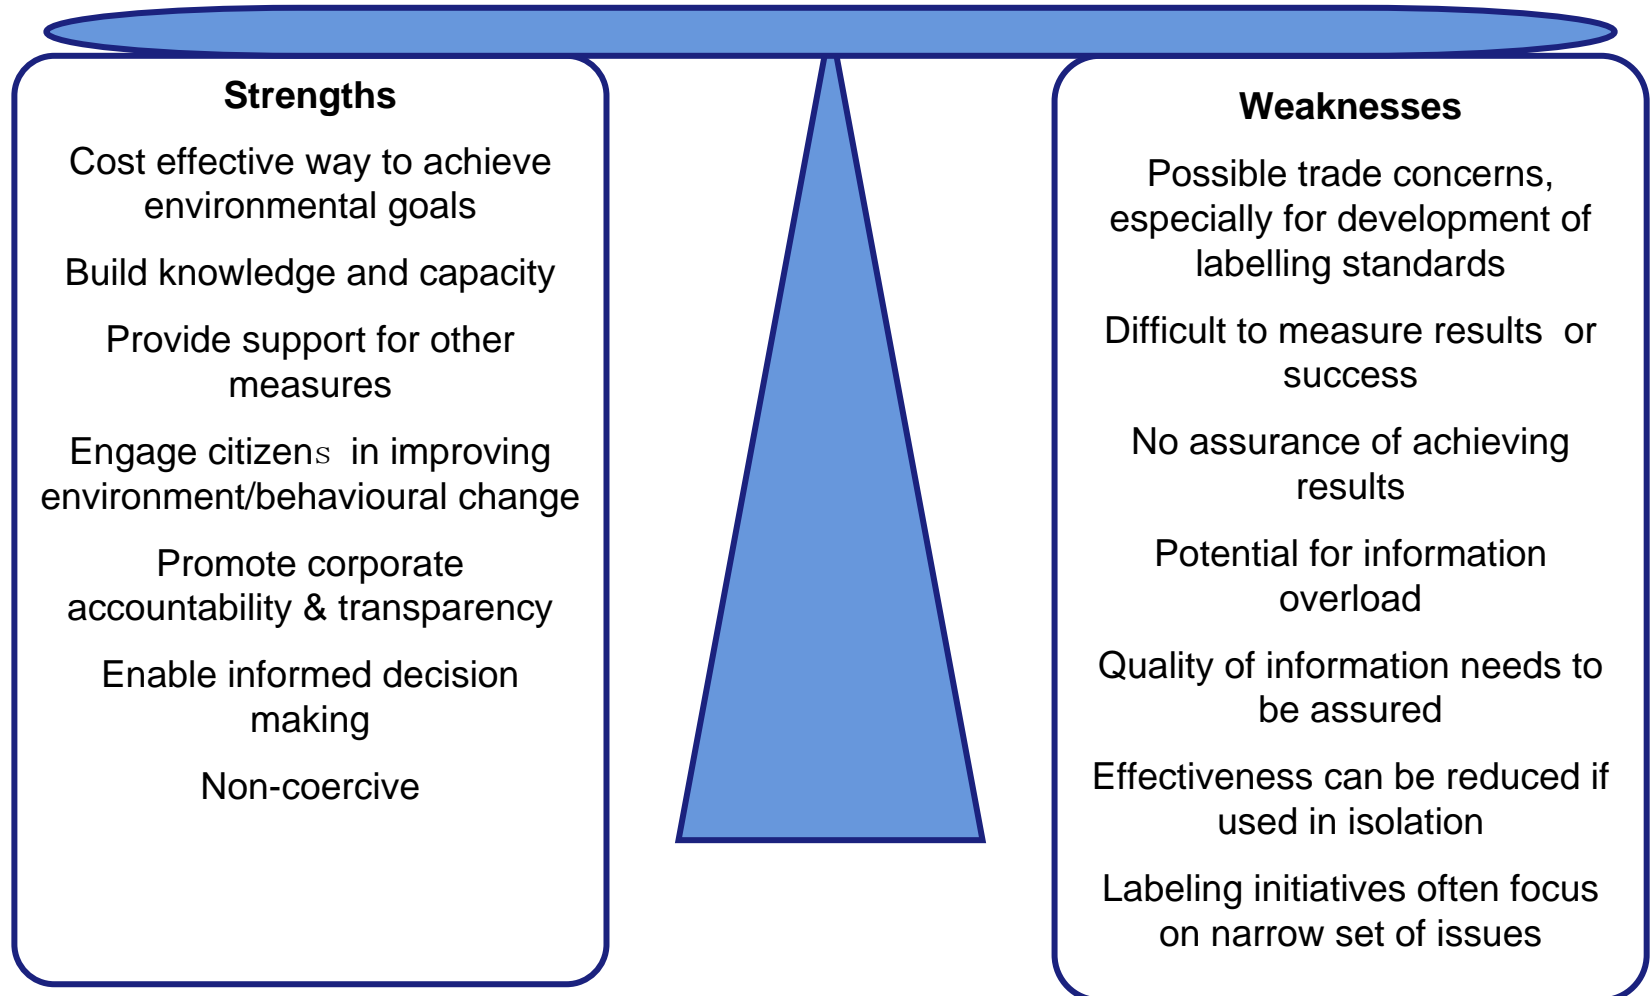 Strengths
Cost effective way to achieve
environmental goals
Build knowledge and capacity
Provide support for other
measures
Engage citizens in improving
environment/behavioural change
Promote corporate
accountability & transparency
Enable informed decision
making
Non-coercive
Weaknesses
Possible trade concerns,
especially for development of
labelling standards
Difficult to measure results or
success
No assurance of achieving
results
Potential for information
overload
Quality of information needs to
be assured
Effectiveness can be reduced if
used in isolation
Labeling initiatives often focus
on narrow set of issues